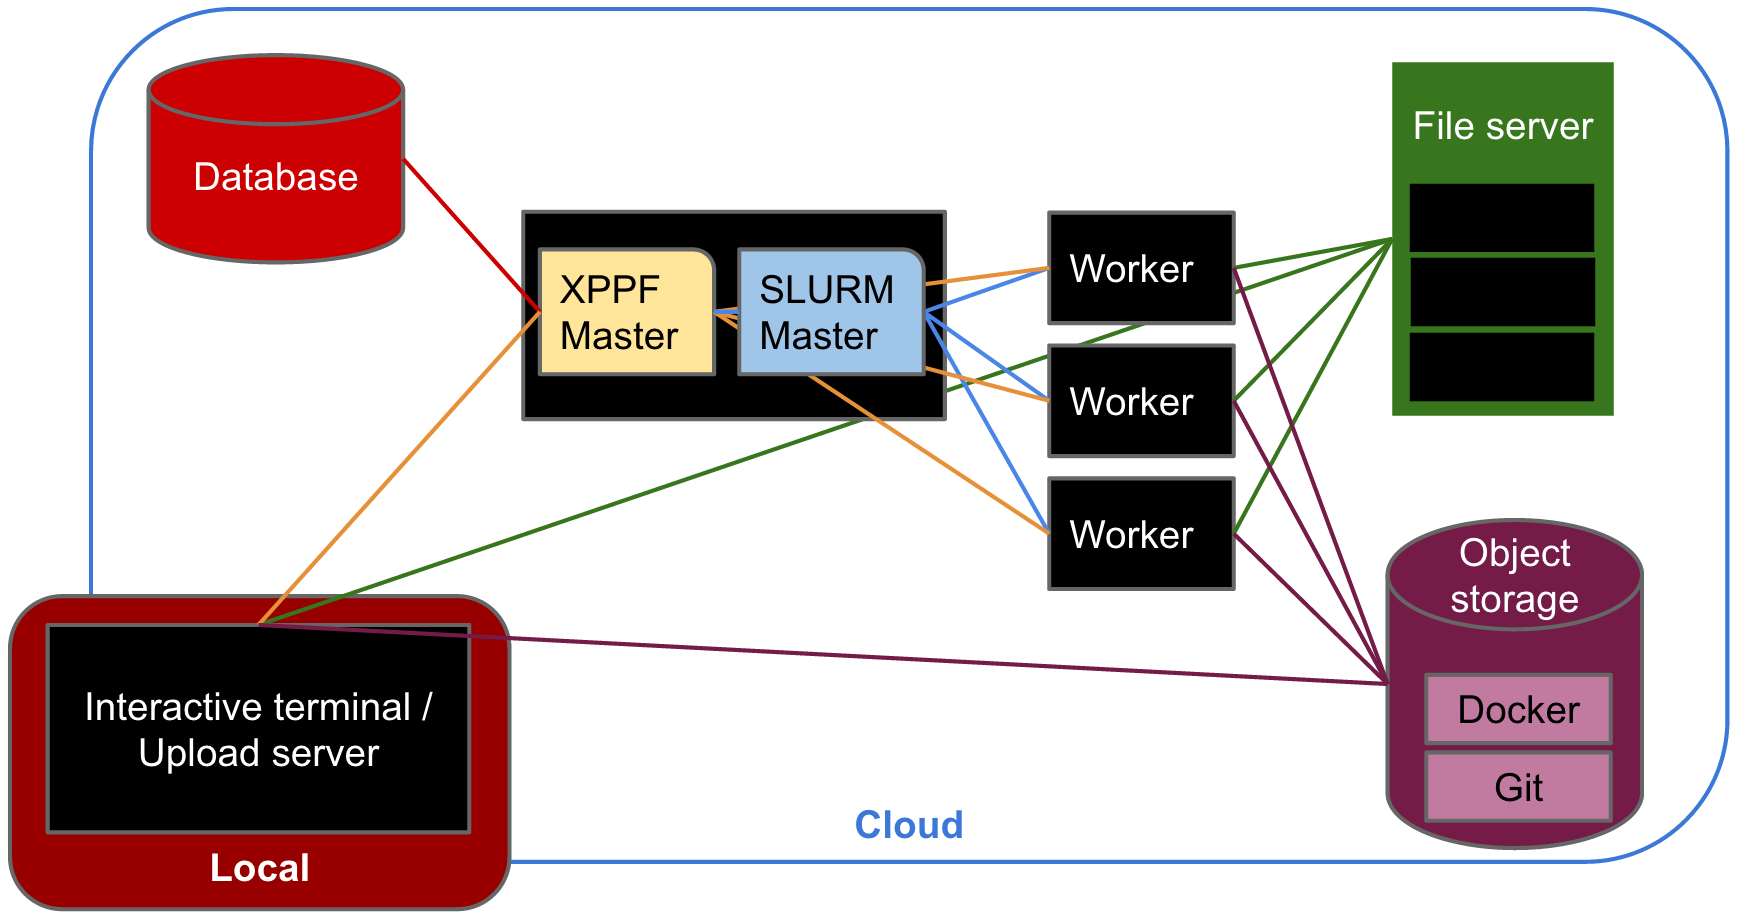 Database
XPPF
Master
SLURM
Master
Worker
Worker
Worker
File server
Object
storage
Docker
Git
Interactive terminal /
Upload server
Local
Cloud